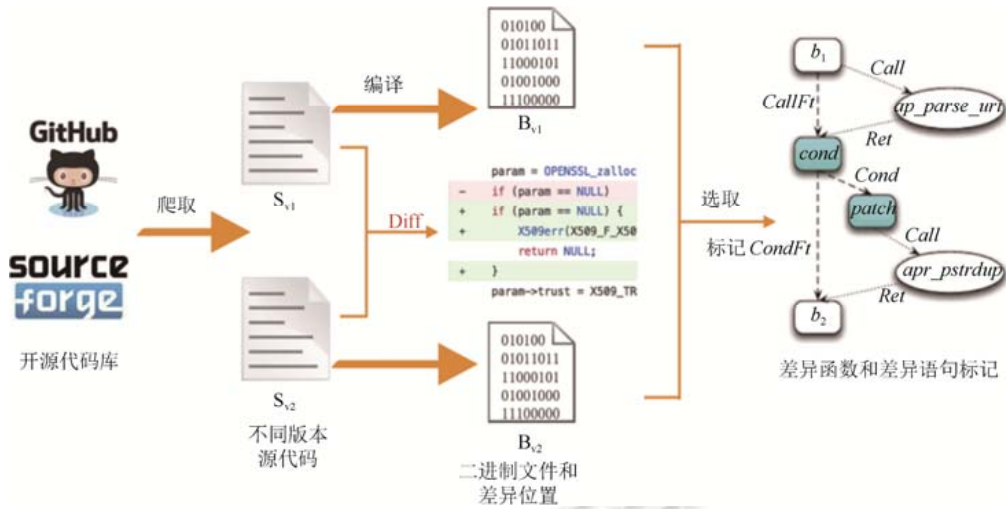 GitHub
SOURCE
forge
开源代码库
爬取
S_v1
S_v2
不同版本
源代码
编译
Diff
010100
01011011
11000101
01001000
11100000
B_v1
param = OPENSSL_zalloc
- if (param == NULL)
+ if (param == NULL) {
+ X509err(X509_F_X50
return NULL;
+ }
param->trust = X509_TR
010100
01011011
11000101
01001000
11100000
B_v2
二进制文件和
差异位置
选取
标记 CondFt
b1
Call
CallFt
ap_parse_uri
Ret
cond
Cond
patch
Call
apr_pstrdup
Ret
b2
差异函数和差异语句标记